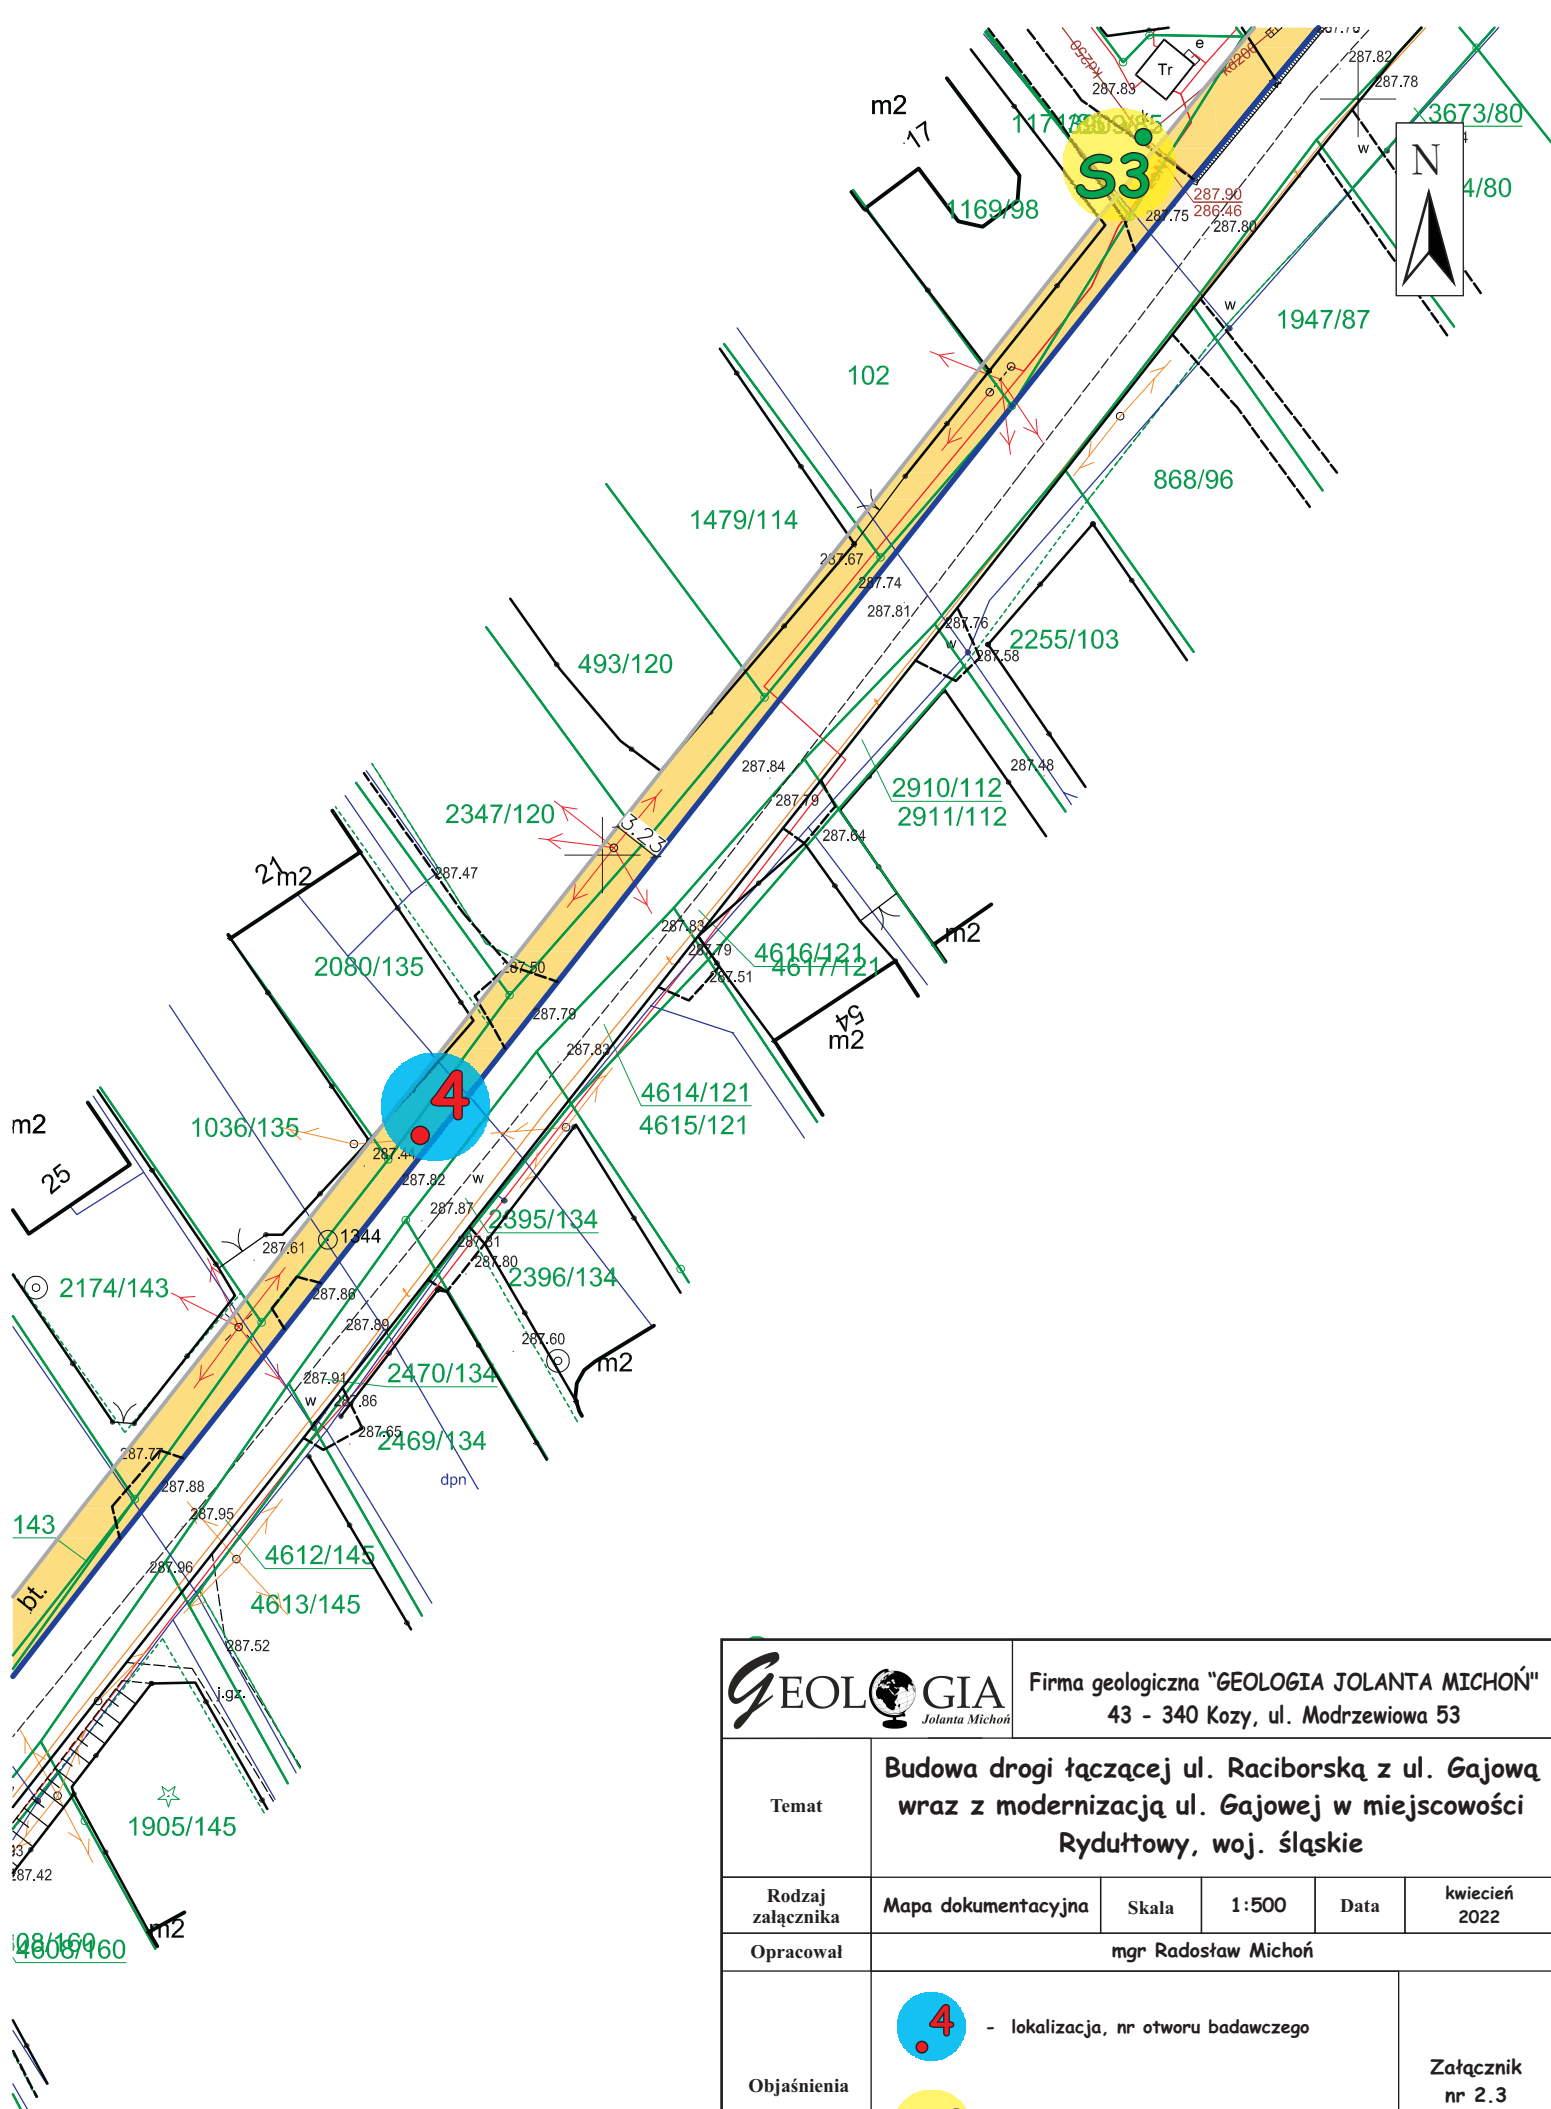 287.82
287.78
kd250
kd200
e
Tr
287.83
m2
17
3673/80
w
N
4/80
S3
1169/98
287.90
286.46
287.75
287.80
w
1947/87
102
868/96
1479/114
287.67
287.74
287.81
287.76
w
287.58
2255/103
493/120
287.84
287.48
2910/112
2911/112
287.79
287.64
2347/120
3.23
21
m2
287.47
287.83
287.79
287.51
4616/121
4617/121
m2
2080/135
287.50
287.79
54
m2
287.83
4614/121
4615/121
4
m2
1036/135
287.44
287.82
w
25
287.87
2395/134
287.81
287.80
2396/134
1344
287.61
2174/143
287.86
287.89
287.60
m2
287.91
2470/134
w
287.86
287.65
2469/134
287.77
287.88
dpn
287.95
143
287.96
4612/145
bt.
4613/145
287.52
j.gz.
1905/145
287.42
m2
4608/160
GEOLOGIA
Jolanta Michoń
Firma geologiczna “GEOLOGIA JOLANTA MICHOŃ"
43 - 340 Kozy, ul. Modrzewiowa 53
Temat
Budowa drogi łączącej ul. Raciborską z ul. Gajową
wraz z modernizacją ul. Gajowej w miejscowości
Rydułtowy, woj. śląskie
Rodzaj
załącznika
Mapa dokumentacyjna
Skala
1:500
Data
kwiecień
2022
Opracował
mgr Radosław Michoń
4
- lokalizacja, nr otworu badawczego
Objaśnienia
Załącznik
nr 2.3